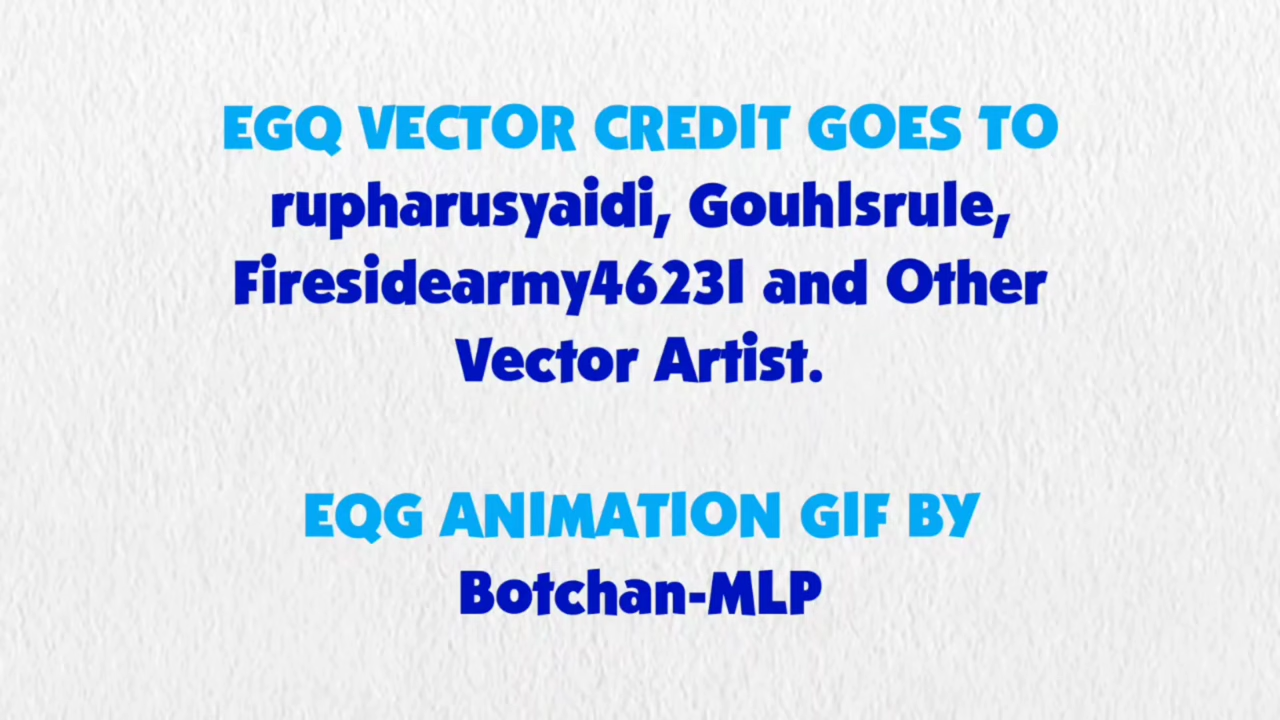 EGQ VECTOR CREDIT GOES TO
rupharusyaidi, Gouhlsrule,
Firesidearmy46231 and Other
Vector Artist.
EQG ANIMATION GIF BY
Botchan-MLP